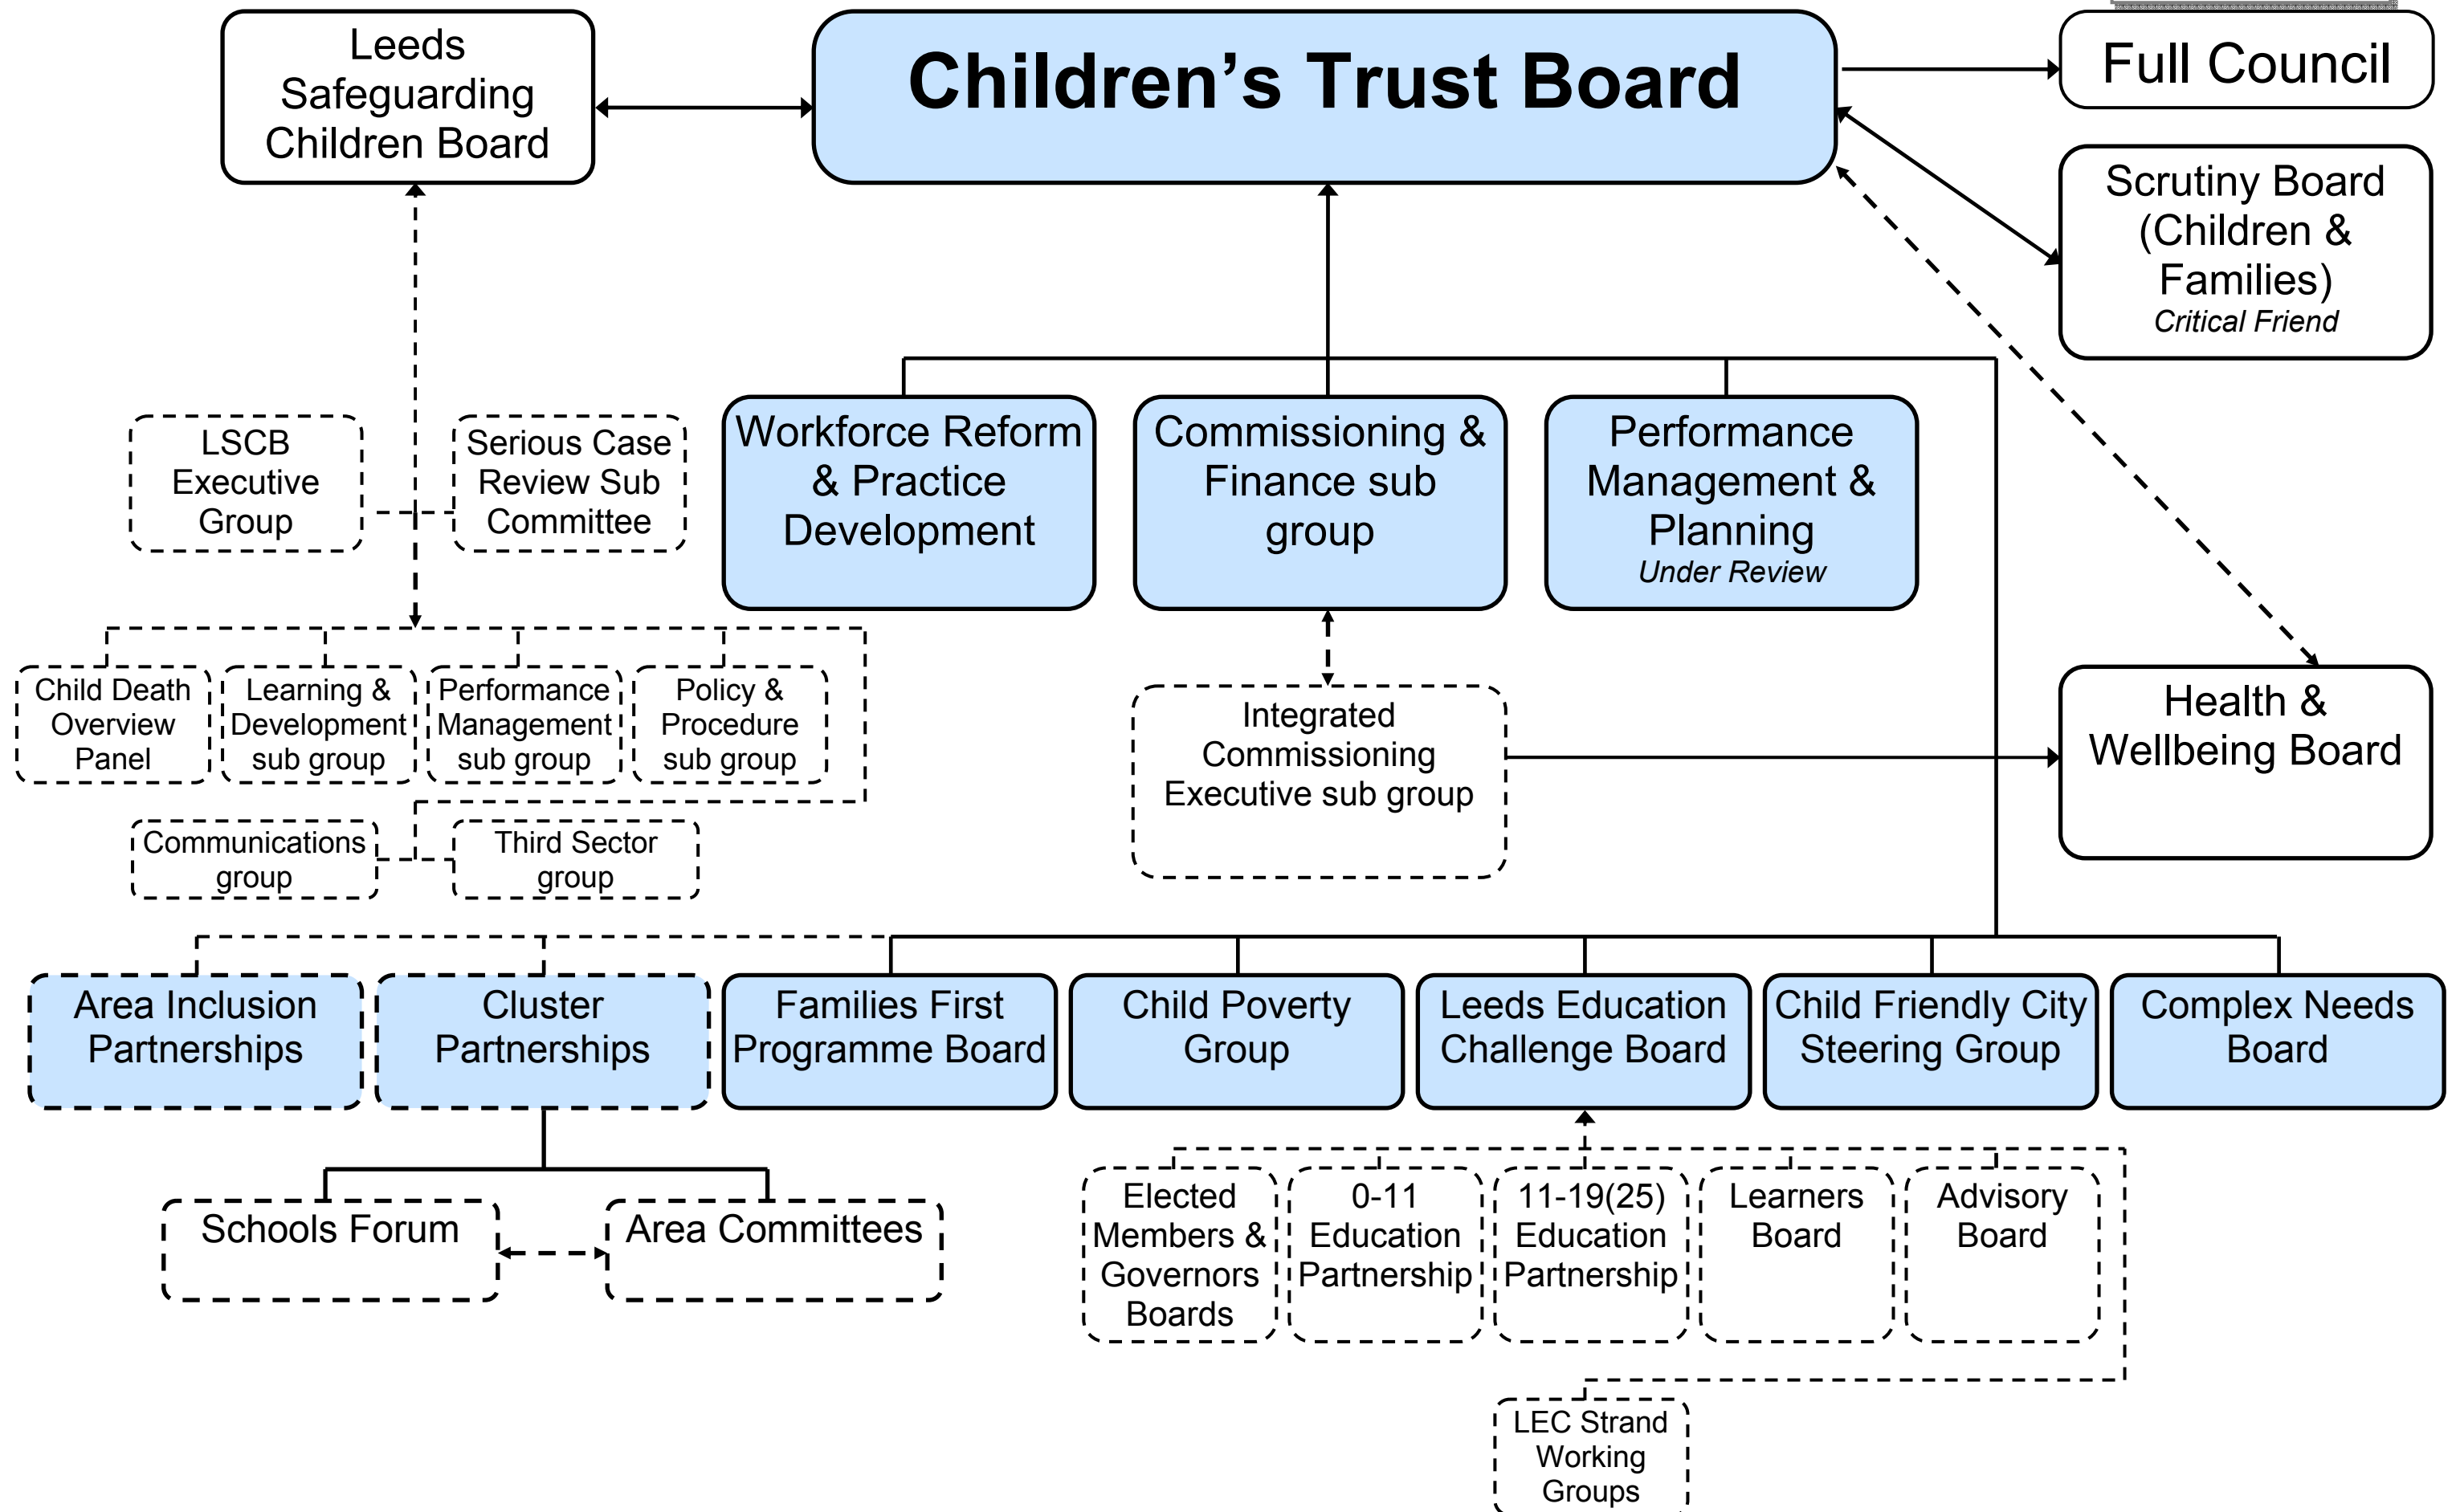 Leeds
Safeguarding
Children Board
Children’s Trust Board
Full Council
Scrutiny Board
(Children &
Families)
Critical Friend
LSCB
Executive
Group
Serious Case
Review Sub
Committee
Workforce Reform
& Practice
Development
Commissioning &
Finance sub
group
Performance
Management &
Planning
Under Review
Child Death
Overview
Panel
Learning &
Development
sub group
Performance
Management
sub group
Policy &
Procedure
sub group
Integrated
Commissioning
Executive sub group
Health &
Wellbeing Board
Communications
group
Third Sector
group
Area Inclusion
Partnerships
Cluster
Partnerships
Families First
Programme Board
Child Poverty
Group
Leeds Education
Challenge Board
Child Friendly City
Steering Group
Complex Needs
Board
Schools Forum
Area Committees
Elected
Members &
Governors
Boards
0-11
Education
Partnership
11-19(25)
Education
Partnership
Learners
Board
Advisory
Board
LEC Strand
Working
Groups